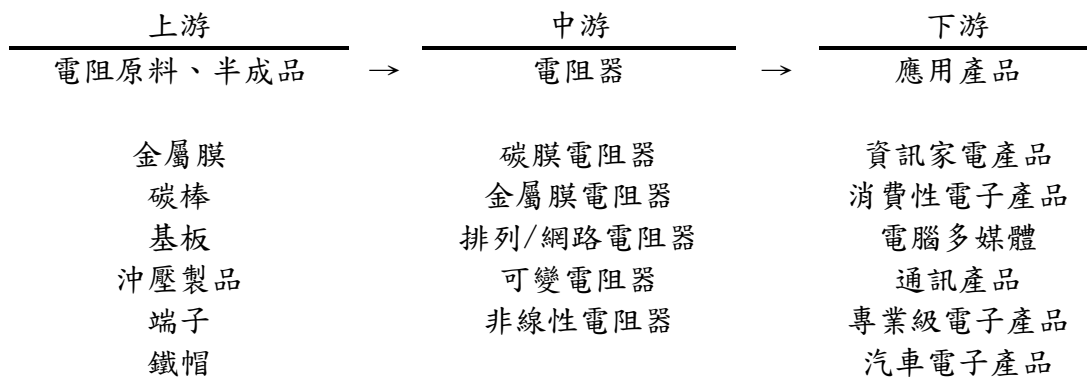 上游 中游 下游
電阻原料、半成品 → 電阻器 → 應用產品
金屬膜 碳膜電阻器 資訊家電產品
碳棒 金屬膜電阻器 消費性電子產品
基板 排列/網路電阻器 電腦多媒體
沖壓製品 可變電阻器 通訊產品
端子 非線性電阻器 專業級電子產品
鐵帽 汽車電子產品